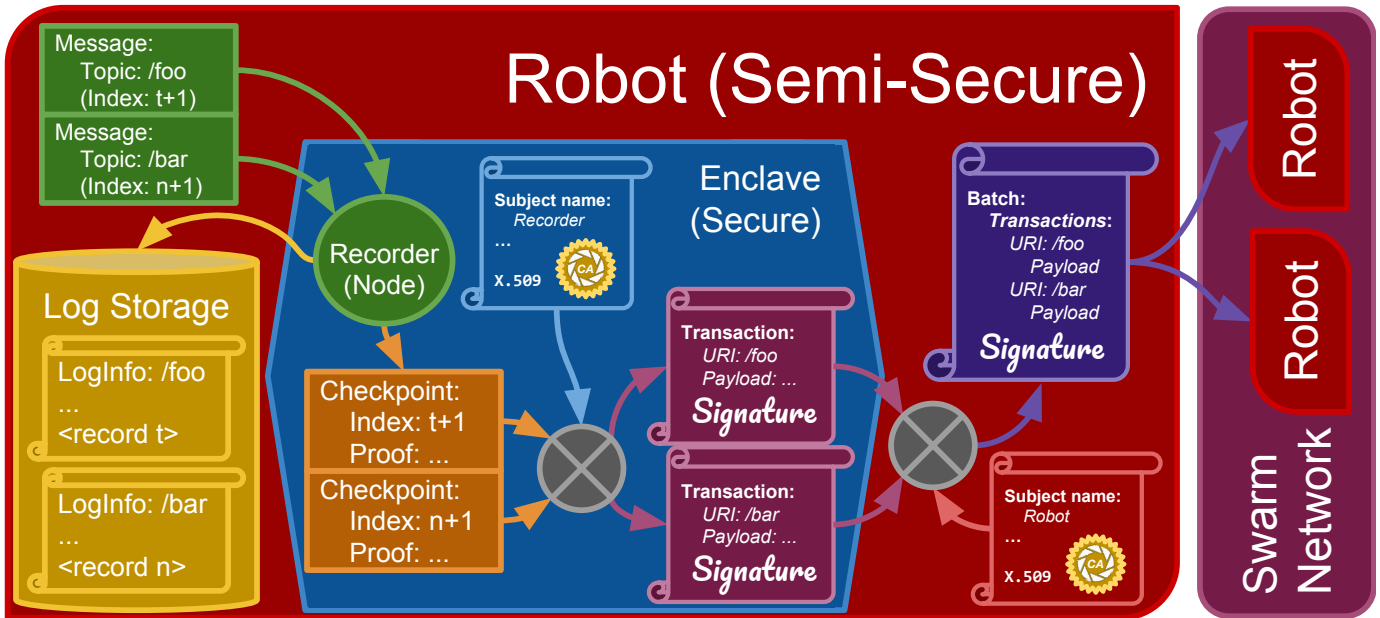 Message:
Topic: /foo
(Index: t+1)
Message:
Topic: /bar
(Index: n+1)
Robot (Semi-Secure)
Recorder
(Node)
Enclave
(Secure)
Subject name:
Recorder
...
CA
X.509
Log Storage
LogInfo: /foo
...
<record t>
LogInfo: /bar
...
<record n>
Checkpoint:
Index: t+1
Proof: ...
Checkpoint:
Index: n+1
Proof: ...
Transaction:
URI: /foo
Payload: ...
Signature
Transaction:
URI: /bar
Payload: ...
Signature
Batch:
Transactions:
URI: /foo
Payload
URI: /bar
Payload
Signature
Subject name:
Robot
...
CA
X.509
Robot
Robot
Swarm
Network